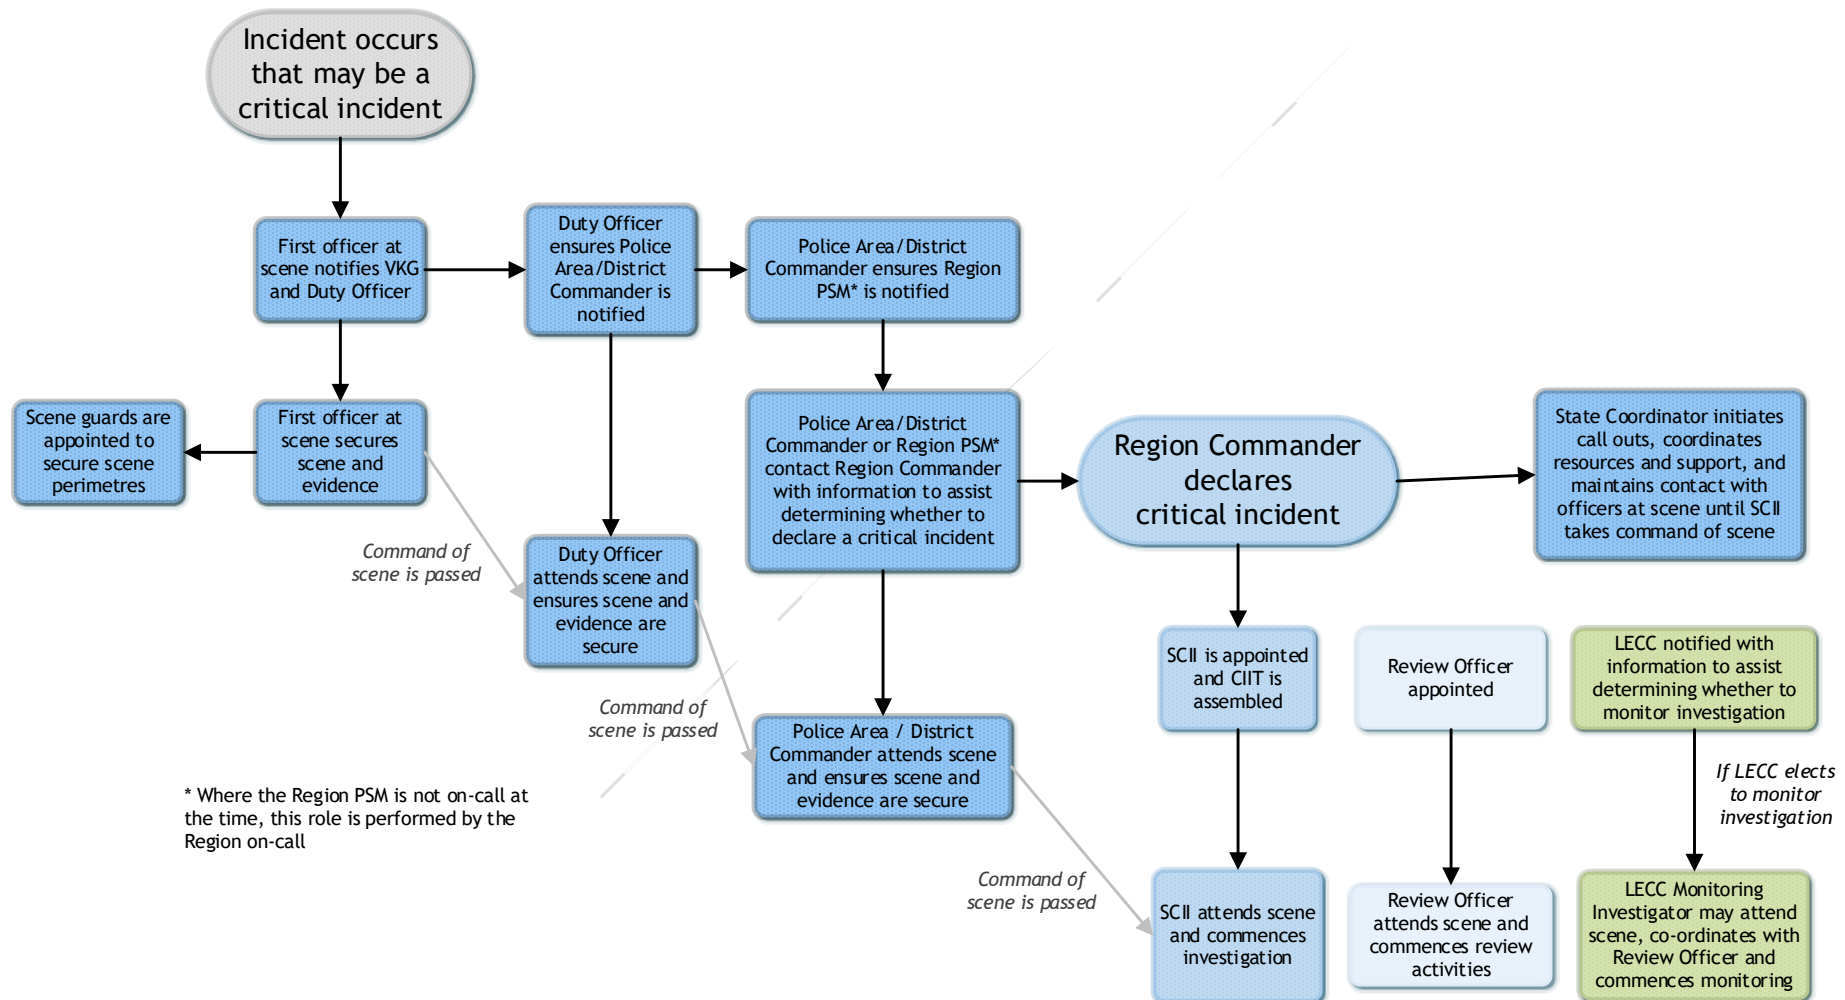 Incident occurs
that may be a
critical incident
First officer at
scene notifies VKG
and Duty Officer
Duty Officer
ensures Police
Area/District
Commander is
notified
Police Area/District
Commander ensures Region
PSM* is notified
Scene guards are
appointed to
secure scene
perimetres
First officer at
scene secures
scene and
evidence
Police Area/District
Commander or Region PSM*
contact Region Commander
with information to assist
determining whether to
declare a critical incident
Region Commander
declares
critical incident
State Coordinator initiates
call outs, coordinates
resources and support, and
maintains contact with
officers at scene until SCII
takes command of scene
Command of
scene is passed
Duty Officer
attends scene and
ensures scene and
evidence are
secure
SCII is appointed
and CIIT is
assembled
Review Officer
appointed
LECC notified with
information to assist
determining whether to
monitor investigation
Command of
scene is passed
Police Area / District
Commander attends scene
and ensures scene and
evidence are secure
If LECC elects
to monitor
investigation
* Where the Region PSM is not on-call at
the time, this role is performed by the
Region on-call
Command of
scene is passed
SCII attends scene
and commences
investigation
Review Officer
attends scene and
commences review
activities
LECC Monitoring
Investigator may attend
scene, co-ordinates with
Review Officer and
commences monitoring